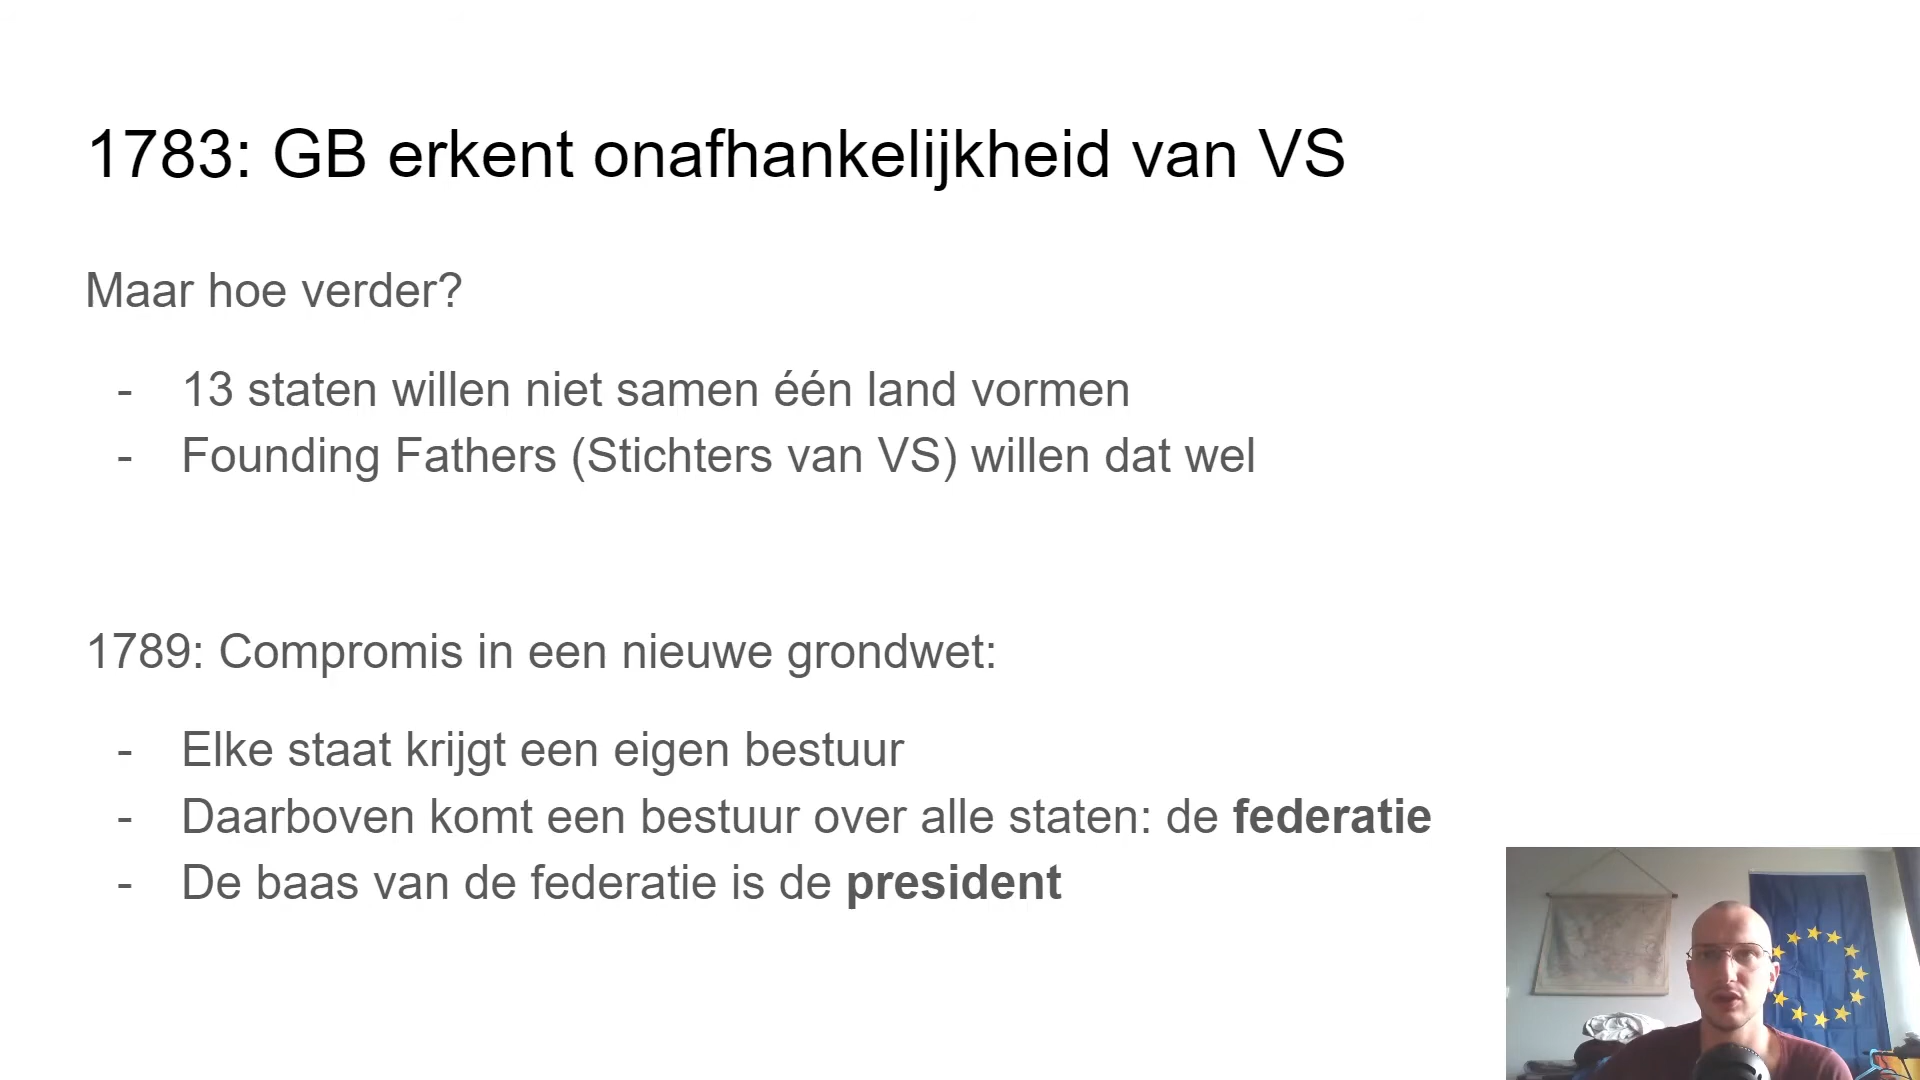 1783: GB erkent onafhankelijkheid van VS
Maar hoe verder?
- 13 staten willen niet samen één land vormen
- Founding Fathers (Stichters van VS) willen dat wel
1789: Compromis in een nieuwe grondwet:
- Elke staat krijgt een eigen bestuur
- Daarboven komt een bestuur over alle staten: de federatie
- De baas van de federatie is de president